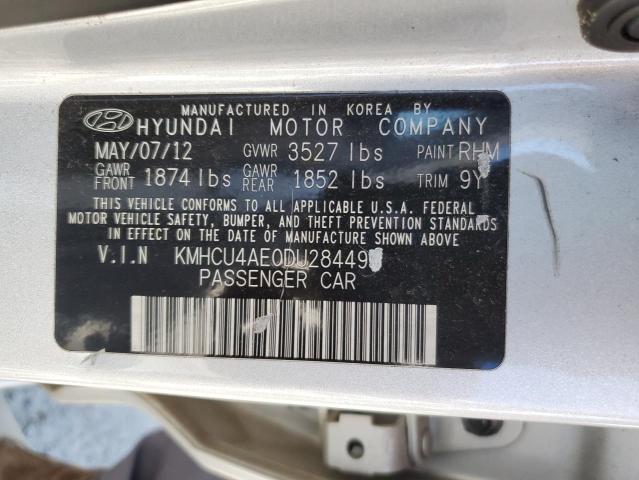 MANUFACTURED IN KOREA BY
HYUNDAI MOTOR COMPANY
MAY/07/12 GVWR 3527 lbs PAINT RHM
GAWR FRONT 1874 lbs GAWR REAR 1852 lbs TRIM 9Y
THIS VEHICLE CONFORMS TO ALL APPLICABLE U.S.A. FEDERAL
MOTOR VEHICLE SAFETY, BUMPER, AND THEFT PREVENTION STANDARDS
IN EFFECT ON THE DATE OF MANUFACTURE SHOWN ABOVE
V.I.N KMHCU4AE0DU28449
PASSENGER CAR